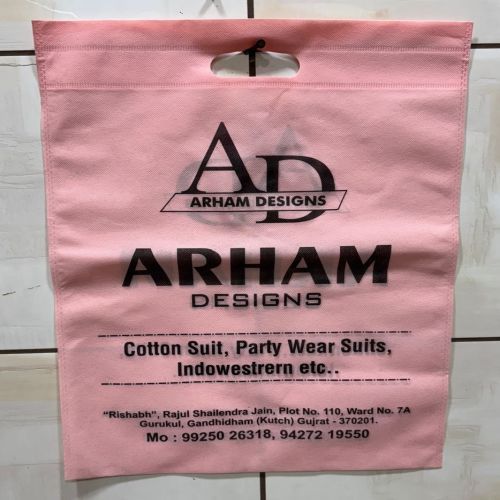 AD
ARHAM DESIGNS
ARHAM
DESIGNS
Cotton Suit, Party Wear Suits,
Indowestrern etc..
"Rishabh", Rajul Shailendra Jain, Plot No. 110, Ward No. 7A
Gurukul, Gandhidham (Kutch) Gujrat - 370201.
Mo : 99250 26318, 94272 19550